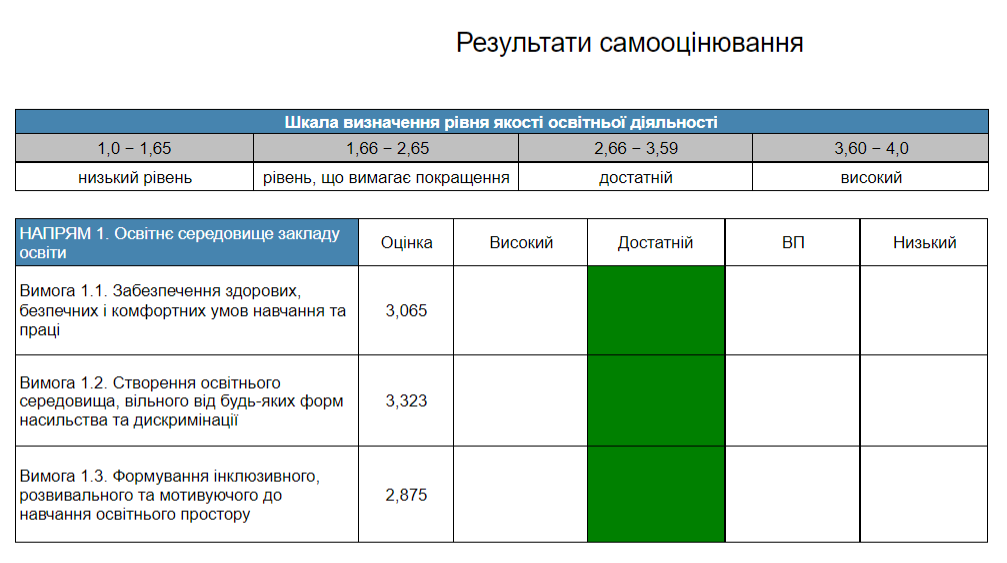 Результати самооцінювання
Шкала визначення рівня якості освітньої діяльності
1,0 − 1,65
1,66 − 2,65
2,66 − 3,59
3,60 − 4,0
низький рівень
рівень, що вимагає покращення
достатній
високий
НАПРЯМ 1. Освітнє середовище закладу
освіти
Оцінка
Високий
Достатній
ВП
Низький
Вимога 1.1. Забезпечення здорових,
безпечних і комфортних умов навчання та
праці
3,065
Вимога 1.2. Створення освітнього
середовища, вільного від будь-яких форм
насильства та дискримінації
3,323
Вимога 1.3. Формування інклюзивного,
розвивального та мотивуючого до
навчання освітнього простору
2,875